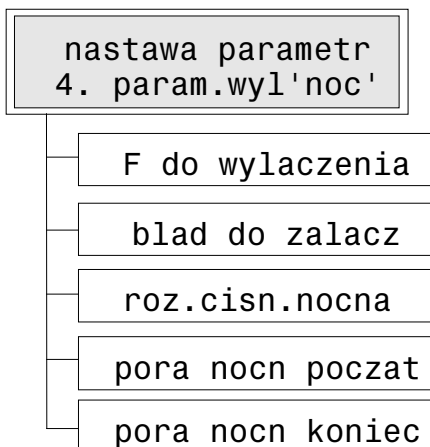 nastawa parametr
4. param.wyl'noc'
F do wylaczenia
blad do zalacz
roz.cisn.nocna
pora nocn poczat
pora nocn koniec